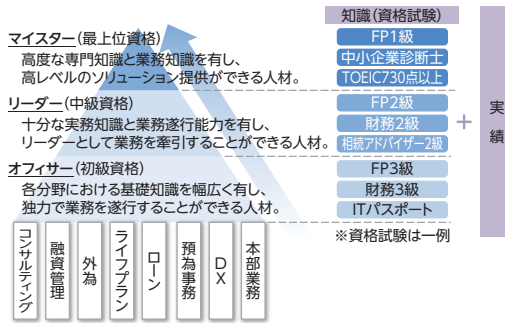 知識(資格試験)
マイスター(最上位資格)
高度な専門知識と業務知識を有し、
高レベルのソリューション提供ができる人材。
FP1級
中小企業診断士
TOEIC730点以上
リーダー(中級資格)
十分な実務知識と業務遂行能力を有し、
リーダーとして業務を牽引することができる人材。
FP2級
財務2級
相続アドバイザー2級
オフィサー(初級資格)
各分野における基礎知識を幅広く有し、
独力で業務を遂行することができる人材。
FP3級
財務3級
ITパスポート
+
実績
※資格試験は一例
コンサルティング
融資管理
外為
ライフプラン
ローン
預為事務
DX
本部業務